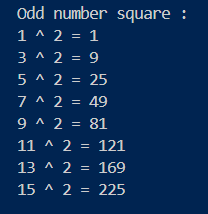 Odd number square :
1 ^ 2 = 1
3 ^ 2 = 9
5 ^ 2 = 25
7 ^ 2 = 49
9 ^ 2 = 81
11 ^ 2 = 121
13 ^ 2 = 169
15 ^ 2 = 225